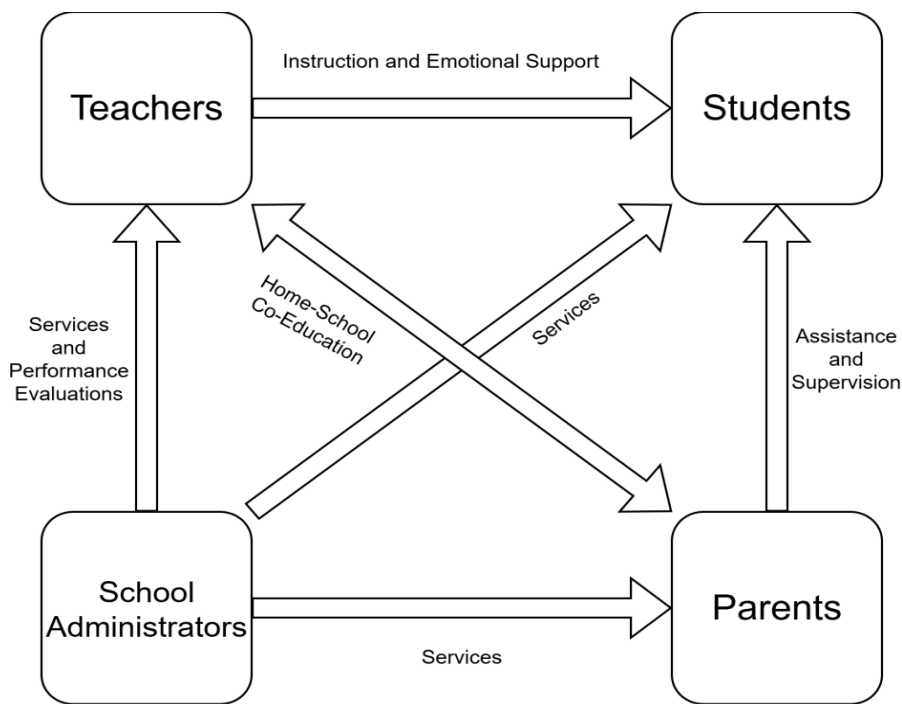 Instruction and Emotional Support
Teachers
Students
Home-School
Co-Education
Services
Services
and
Performance
Evaluations
Assistance
and
Supervision
School
Administrators
Parents
Services